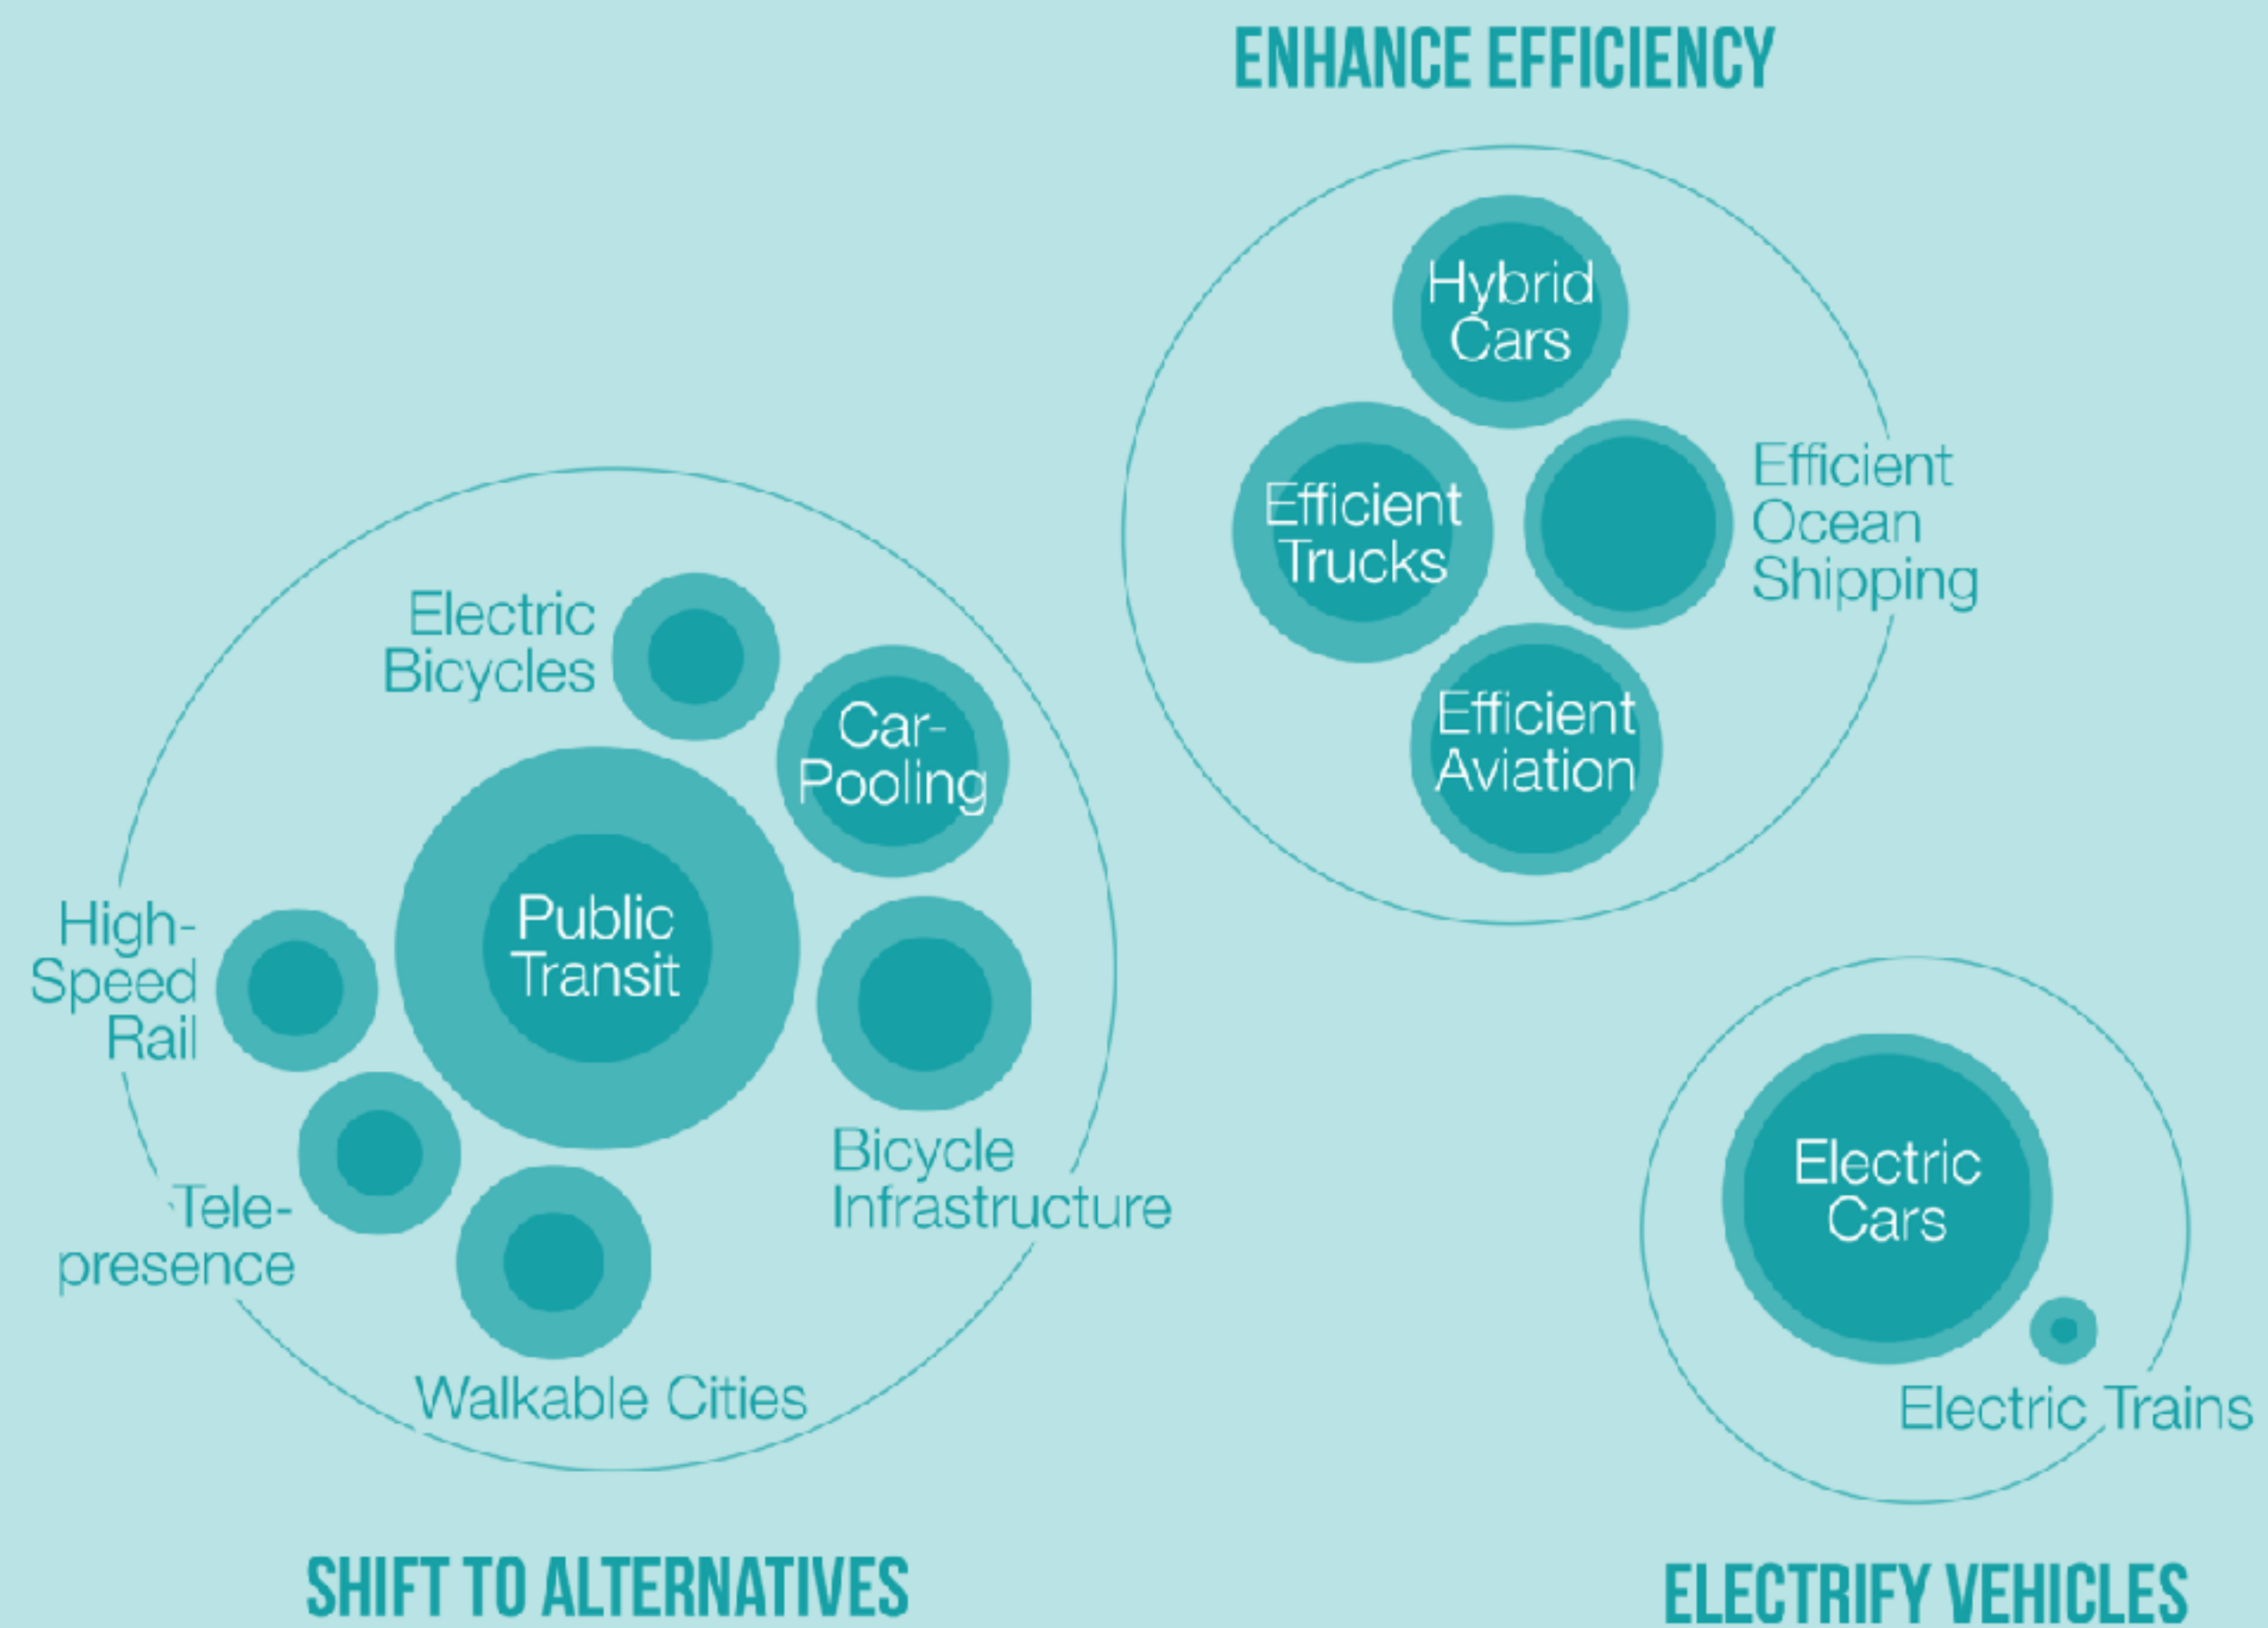 ENHANCE EFFICIENCY
Hybrid
Cars
Efficient
Trucks
Efficient
Ocean
Shipping
Efficient
Aviation
Electric
Bicycles
Car-
Pooling
Public
Transit
High-
Speed
Rail
Bicycle
Infrastructure
Tele-
presence
Walkable Cities
SHIFT TO ALTERNATIVES
Electric
Cars
Electric Trains
ELECTRIFY VEHICLES